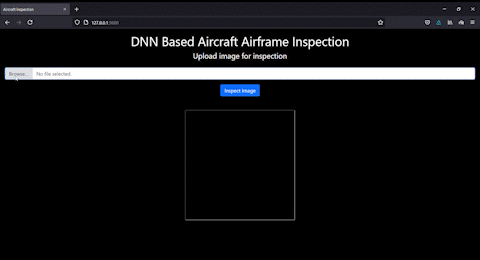 Aircraft Inspection
127.0.0.1:5000
DNN Based Aircraft Airframe Inspection
Upload image for inspection
Browse... No file selected.
Inspect Image